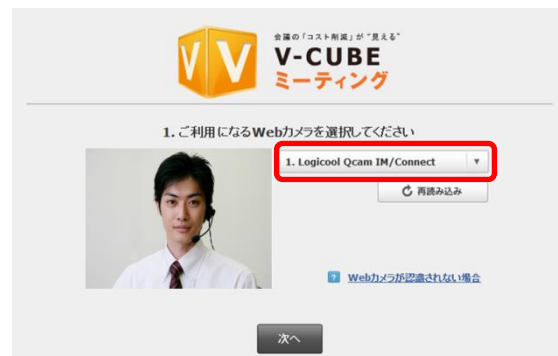 会議の「コスト削減」が"見える"
V-CUBE
ミーティング
1. ご利用になるWebカメラを選択してください
1. Logicool Qcam IM/Connect
再読み込み
? Webカメラが認識されない場合
次へ